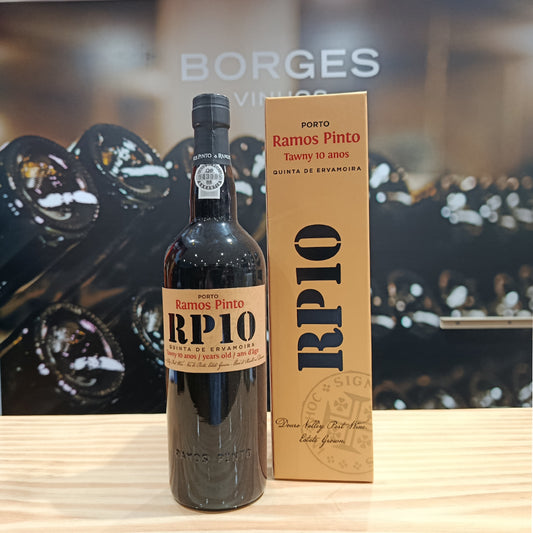 BORGES
VINHOS
PORTO
Ramos Pinto
Tawny 10 anos
QUINTA DE ERVAMOIRA
RP10
Douro Valley Port Wine.
Estate Grown.
PORTO
Ramos Pinto
RP10
QUINTA DE ERVAMOIRA
tawny 10 anos / years old / ans d'âge
RAMOS PINTO